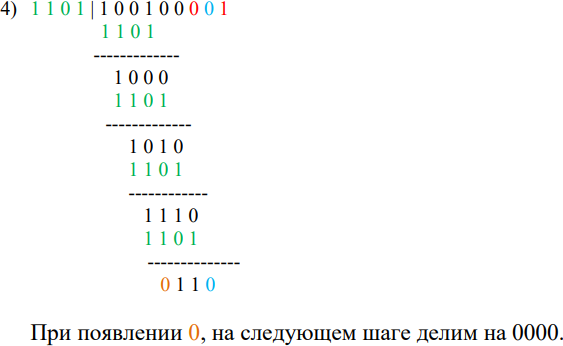 4) 1 1 0 1 | 1 0 0 1 0 0 0 0 1
1 1 0 1
-------------
1 0 0 0
1 1 0 1
-------------
1 0 1 0
1 1 0 1
------------
1 1 1 0
1 1 0 1
--------------
0 1 1 0
При появлении 0, на следующем шаге делим на 0000.